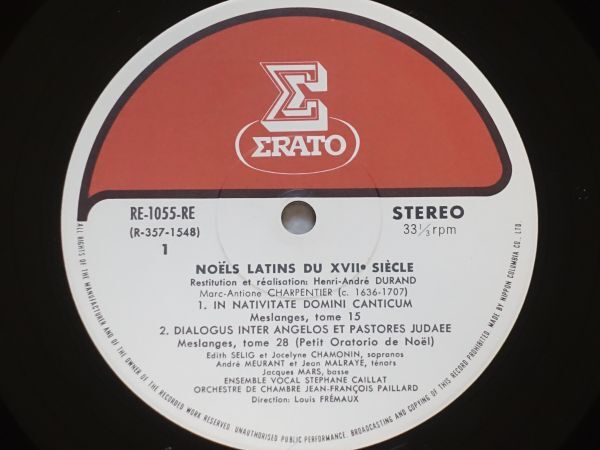 ERATO
RE-1055-RE
(R-357-1548)
1
STEREO
33 1/3 rpm
NOËLS LATINS DU XVIIe SIÈCLE
Restitution et réalisation: Henri-André DURAND
Marc-Antione CHARPENTIER (c. 1636-1707)
1. IN NATIVITATE DOMINI CANTICUM
Meslanges, tome 15
2. DIALOGUS INTER ANGELOS ET PASTORES JUDAEE
Meslanges, tome 28 (Petit Oratorio de Noël)
Edith SELIG et Jocelyne CHAMONIN, sopranos
André MEURANT et Jean MALRAYE, ténors
Jacques MARS, basse
ENSEMBLE VOCAL STEPHANE CAILLAT
ORCHESTRE DE CHAMBRE JEAN-FRANÇOIS PAILLARD
Direction: Louis FRÉMAUX
ALL RIGHTS OF THE MANUFACTURER AND OF THE OWNER OF THE RECORDED WORK RESERVED. UNAUTHORISED PUBLIC PERFORMANCE. BROADCASTING AND COPYING OF THIS RECORD PROHIBITED. MADE BY NIPPON COLUMBIA CO. LTD.